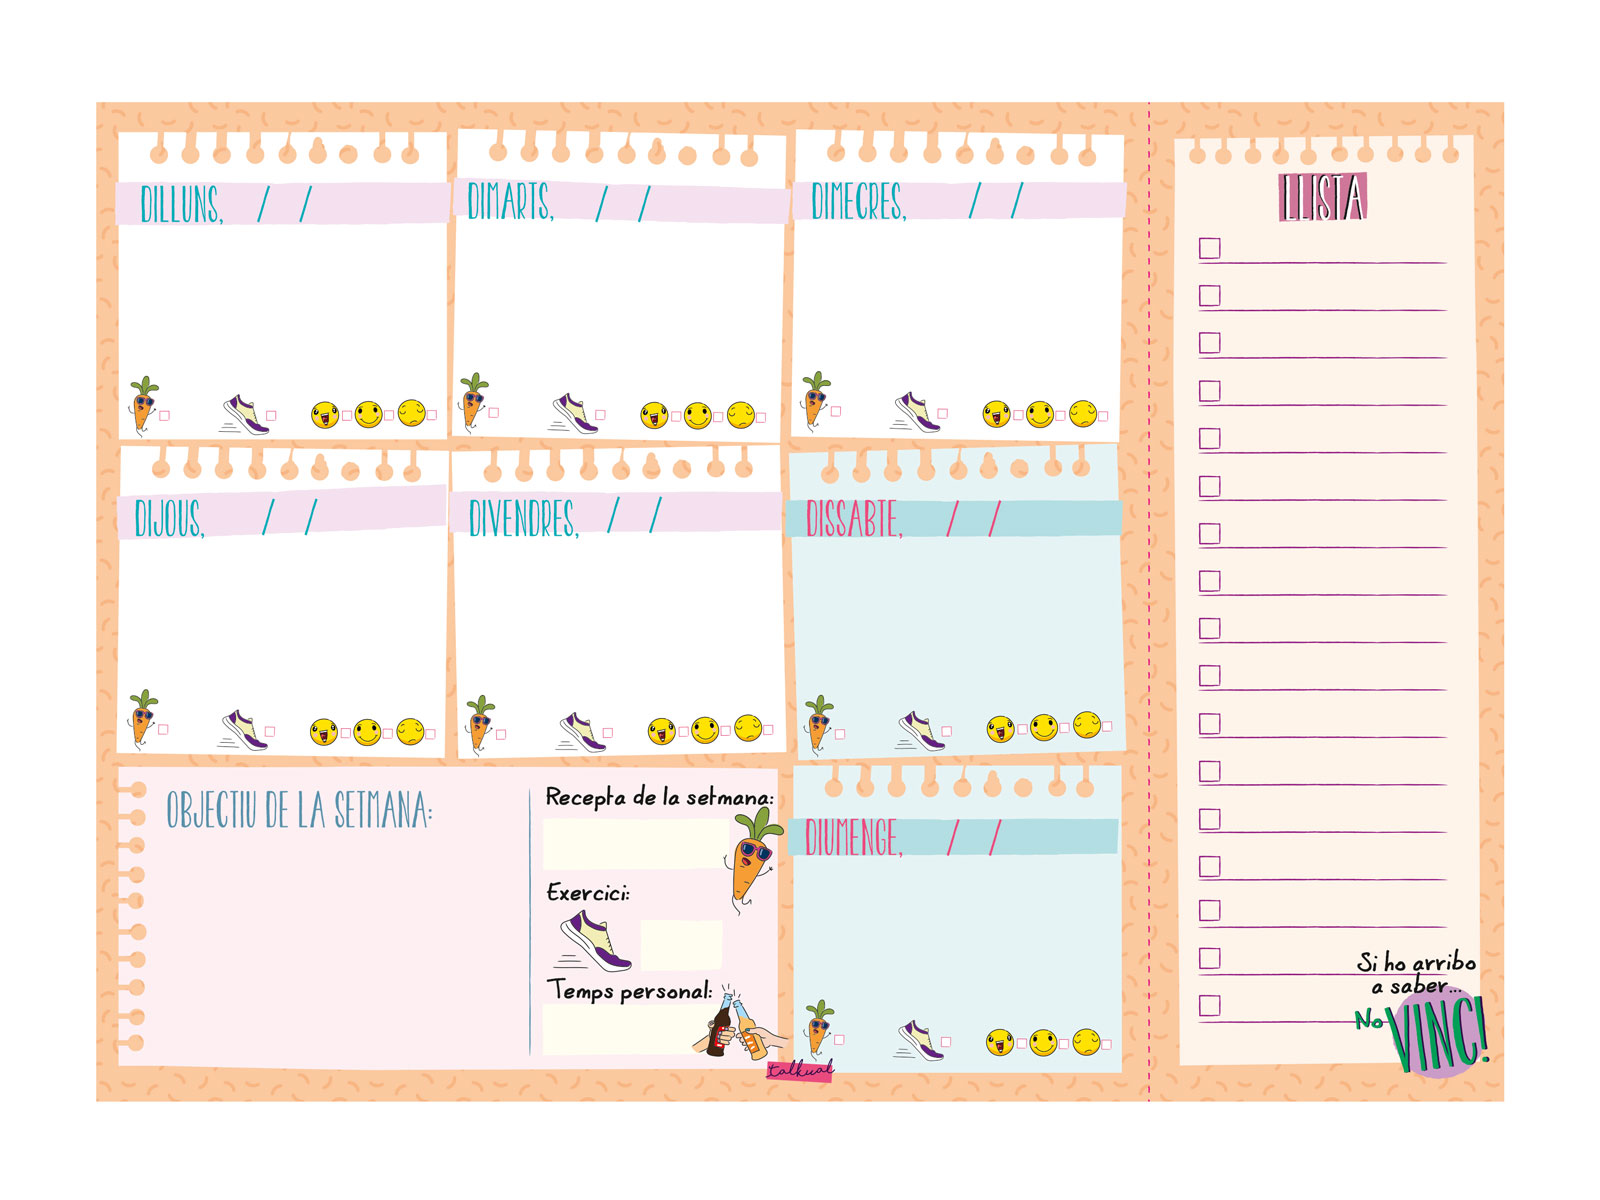 DILLUNS, / /
DIMARTS, / /
DIMECRES, / /
DIJOUS, / /
DIVENDRES, / /
DISSABTE, / /
OBJECTIU DE LA SETMANA:
Recepta de la setmana:
Exercici:
Temps personal:
DIUMENGE, / /
talkual
LLISTA
Si ho arribo
a saber...
No VINC!